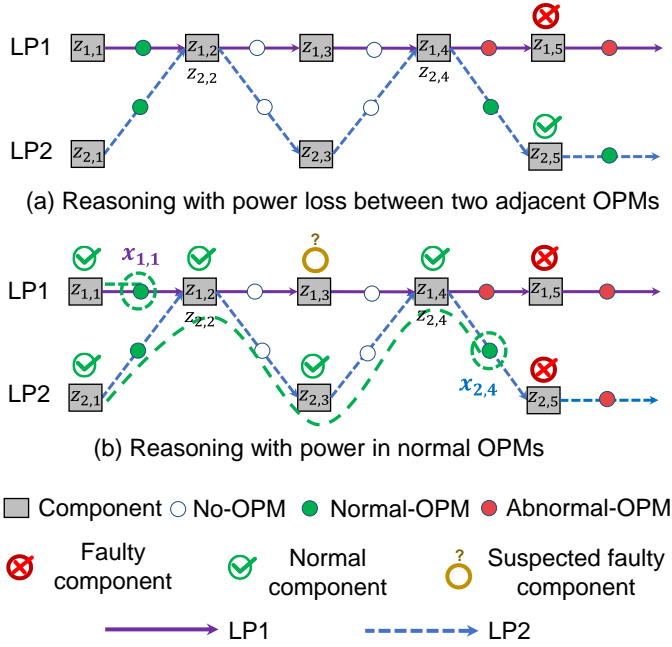 LP1
z1,1
z1,2
z1,3
z1,4
z1,5
z2,2
z2,4
LP2
z2,1
z2,3
z2,5
(a) Reasoning with power loss between two adjacent OPMs
x1,1
?
LP1
z1,1
z1,2
z1,3
z1,4
z1,5
z2,2
z2,4
LP2
z2,1
z2,3
x2,4
z2,5
(b) Reasoning with power in normal OPMs
Component
No-OPM
Normal-OPM
Abnormal-OPM
Faulty
component
Normal
component
?
Suspected faulty
component
LP1
LP2